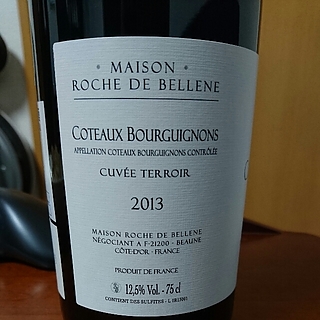 • MAISON •
ROCHE DE BELLENE
COTEAUX BOURGUIGNONS
APPELLATION COTEAUX BOURGUIGNONS CONTRÔLÉE
CUVÉE TERROIR
2013
MAISON ROCHE DE BELLENE
NÉGOCIANT A F-21200 - BEAUNE
CÔTE-D'OR - FRANCE
PRODUIT DE FRANCE
12,5% Vol. - 75 cl
CONTIENT DES SULFITES -